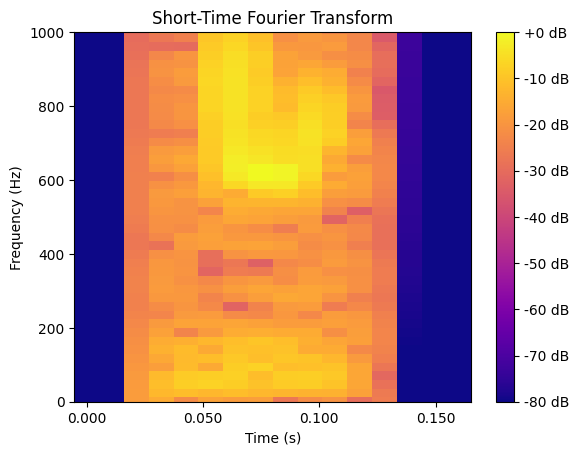 Short-Time Fourier Transform
1000
800
600
400
200
0
Frequency (Hz)
0.000
0.050
0.100
0.150
Time (s)
+0 dB
-10 dB
-20 dB
-30 dB
-40 dB
-50 dB
-60 dB
-70 dB
-80 dB